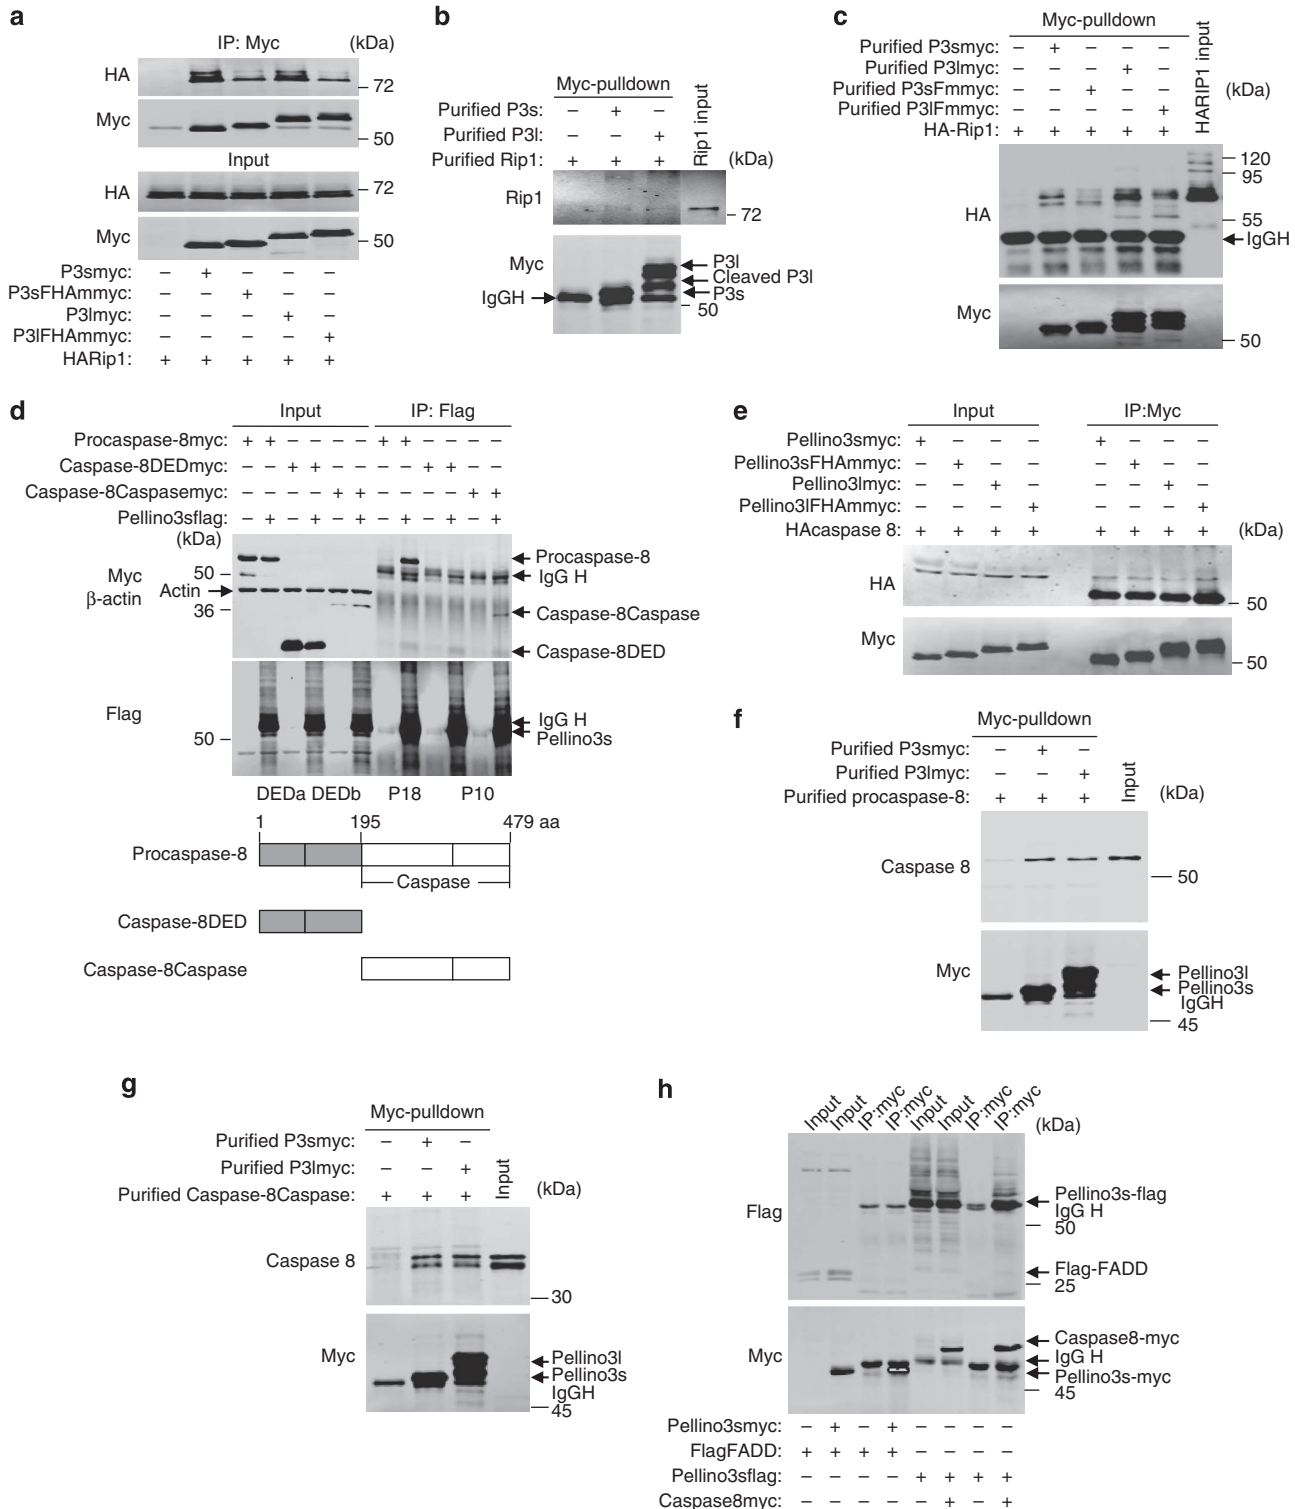 a
IP: Myc (kDa)
HA
72
Myc
50
Input
HA
72
Myc
50
P3smyc: – + – – –
P3sFHAmmyc: – – + – –
P3lmyc: – – – + –
P3lFHAmmyc: – – – – +
HARip1: + + + + +
b
Myc-pulldown
Purified P3s: – + –
Purified P3l: – – +
Purified Rip1: + + +
Rip1 input
(kDa)
Rip1
72
Myc
P3l
Cleaved P3l
IgGH
P3s
50
c
Myc-pulldown
Purified P3smyc: – + – – –
Purified P3lmyc: – – – + –
Purified P3sFmmyc: – – + – –
Purified P3lFmmyc: – – – – +
HA-Rip1: + + + + +
HARIP1 input
(kDa)
120
95
HA
55
IgGH
Myc
50
d
Input IP: Flag
Procaspase-8myc: + + – – – – + + – – – –
Caspase-8DEDmyc: – – + + – – – – + + – –
Caspase-8Caspasemyc: – – – – + + – – – – + +
Pellino3sflag: – + – + – + – + – + – +
(kDa)
Procaspase-8
50
IgG H
Myc
Actin
β-actin
36
Caspase-8Caspase
Caspase-8DED
Flag
IgG H
50
Pellino3s
DEDa DEDb P18 P10
1 195 479 aa
Procaspase-8
Caspase
Caspase-8DED
Caspase-8Caspase
e
Input IP:Myc
Pellino3smyc: + – – – + – – –
Pellino3sFHAmmyc: – + – – – + – –
Pellino3lmyc: – – + – – – + –
Pellino3lFHAmmyc: – – – + – – – +
HAcaspase 8: + + + + + + + + (kDa)
HA
50
Myc
50
f
Myc-pulldown
Purified P3smyc: – + –
Purified P3lmyc: – – +
Purified procaspase-8: + + +
Input
(kDa)
Caspase 8
50
Myc
Pellino3l
Pellino3s
IgGH
45
g
Myc-pulldown
Purified P3smyc: – + –
Purified P3lmyc: – – +
Purified Caspase-8Caspase: + + +
Input
(kDa)
Caspase 8
30
Myc
Pellino3l
Pellino3s
IgGH
45
h
Input Input IP:myc IP:myc Input Input IP:myc IP:myc
(kDa)
Flag
Pellino3s-flag
IgG H
50
Flag-FADD
25
Myc
Caspase8-myc
IgG H
Pellino3s-myc
45
Pellino3smyc: – + – + – – – –
FlagFADD: + + + + – – – –
Pellino3sflag: – – – – + + + +
Caspase8myc: – – – – – + – +